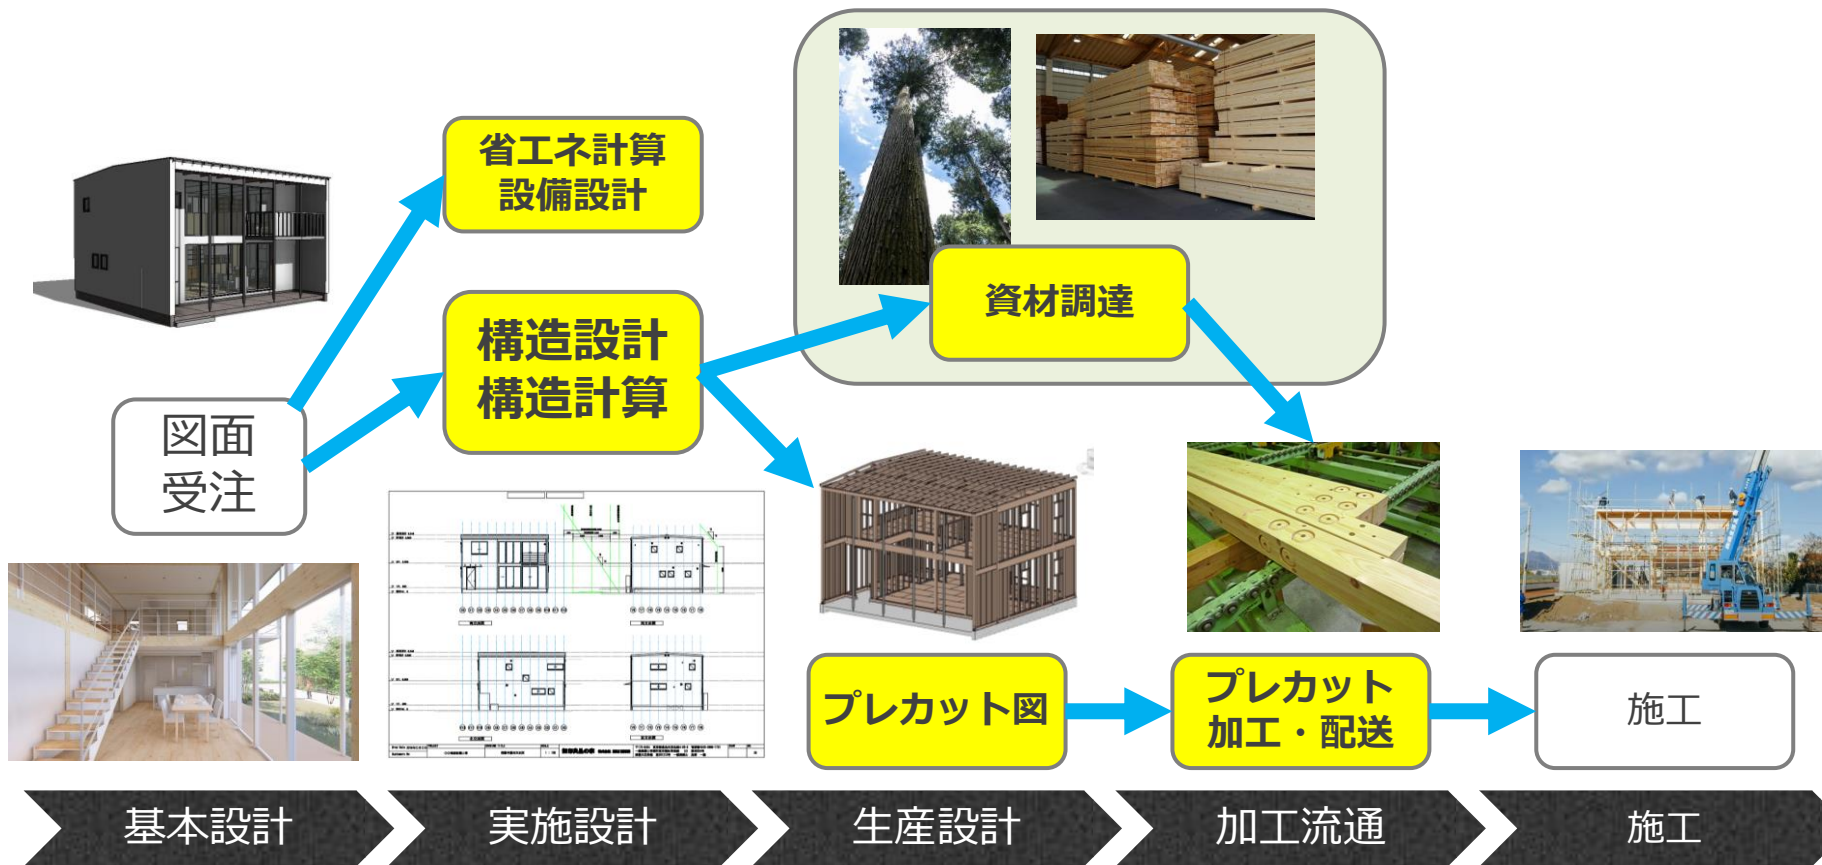 省エネ計算
設備設計
構造設計
構造計算
資材調達
図面
受注
プレカット図
プレカット
加工・配送
施工
基本設計
実施設計
生産設計
加工流通
施工